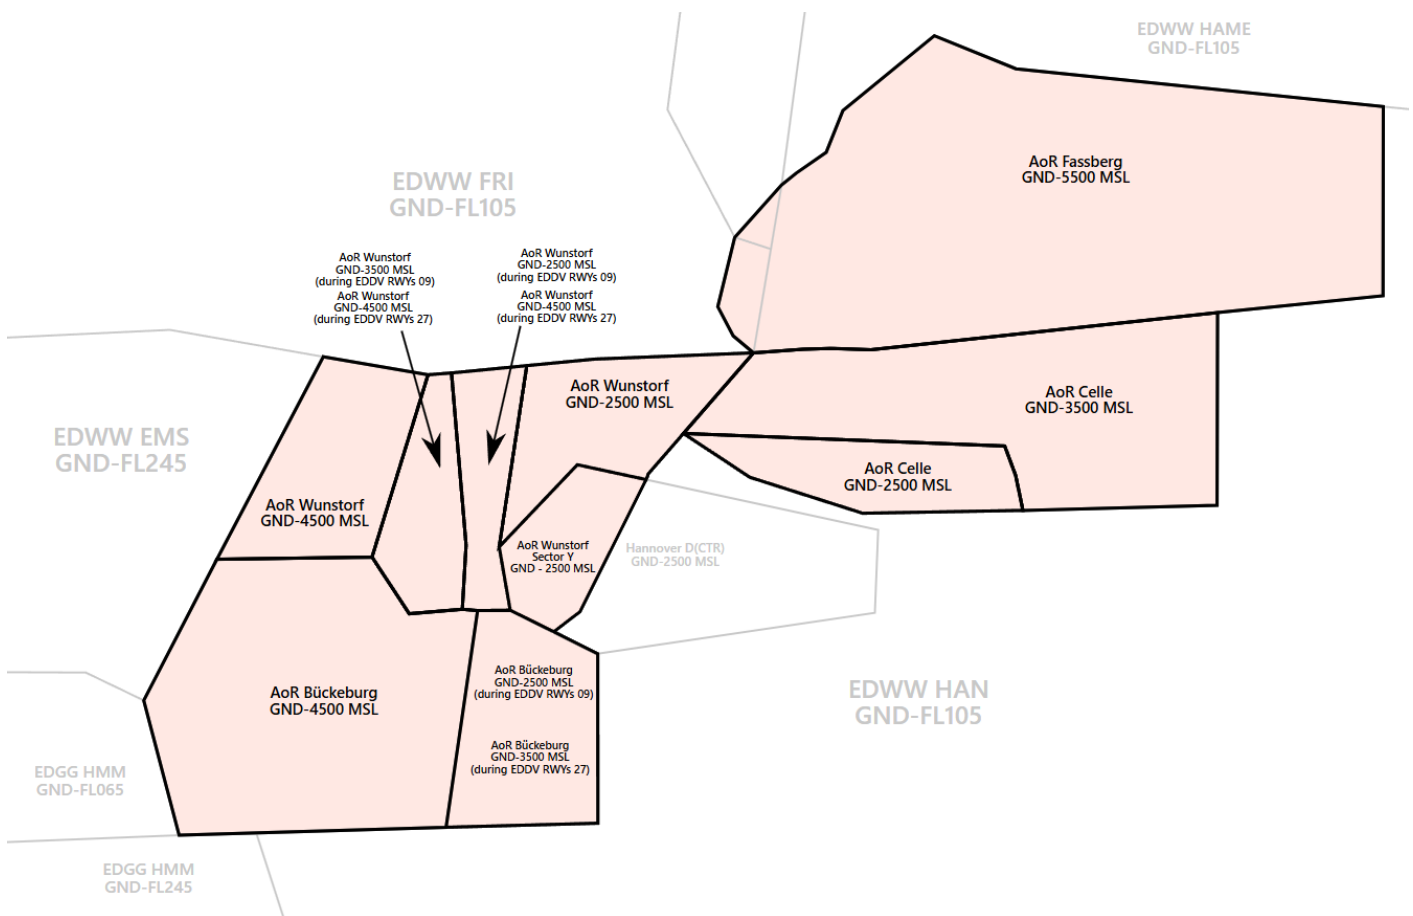 EDWW HAME
GND-FL105
AoR Fassberg
GND-5500 MSL
EDWW FRI
GND-FL105
AoR Wunstorf
GND-3500 MSL
(during EDDV RWYs 09)
AoR Wunstorf
GND-4500 MSL
(during EDDV RWYs 27)
AoR Wunstorf
GND-2500 MSL
(during EDDV RWYs 09)
AoR Wunstorf
GND-4500 MSL
(during EDDV RWYs 27)
AoR Wunstorf
GND-2500 MSL
AoR Celle
GND-3500 MSL
EDWW EMS
GND-FL245
AoR Celle
GND-2500 MSL
AoR Wunstorf
GND-4500 MSL
AoR Wunstorf
Sector Y
GND - 2500 MSL
Hannover D(CTR)
GND-2500 MSL
AoR Bückeburg
GND-4500 MSL
AoR Bückeburg
GND-2500 MSL
(during EDDV RWYs 09)
AoR Bückeburg
GND-3500 MSL
(during EDDV RWYs 27)
EDWW HAN
GND-FL105
EDGG HMM
GND-FL065
EDGG HMM
GND-FL245